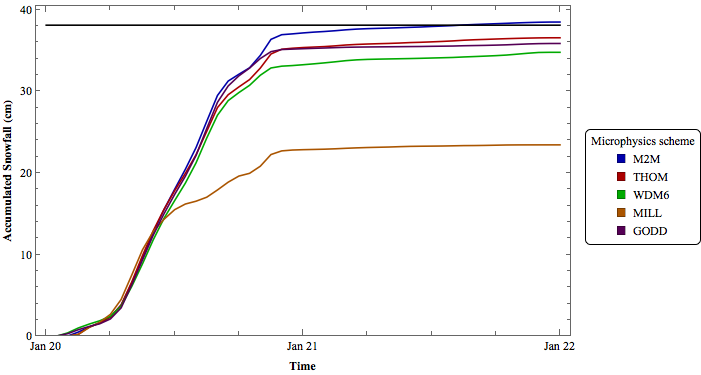 40
30
20
10
0
Accumulated Snowfall (cm)
Jan 20
Jan 21
Jan 22
Time
Microphysics scheme
M2M
THOM
WDM6
MILL
GODD